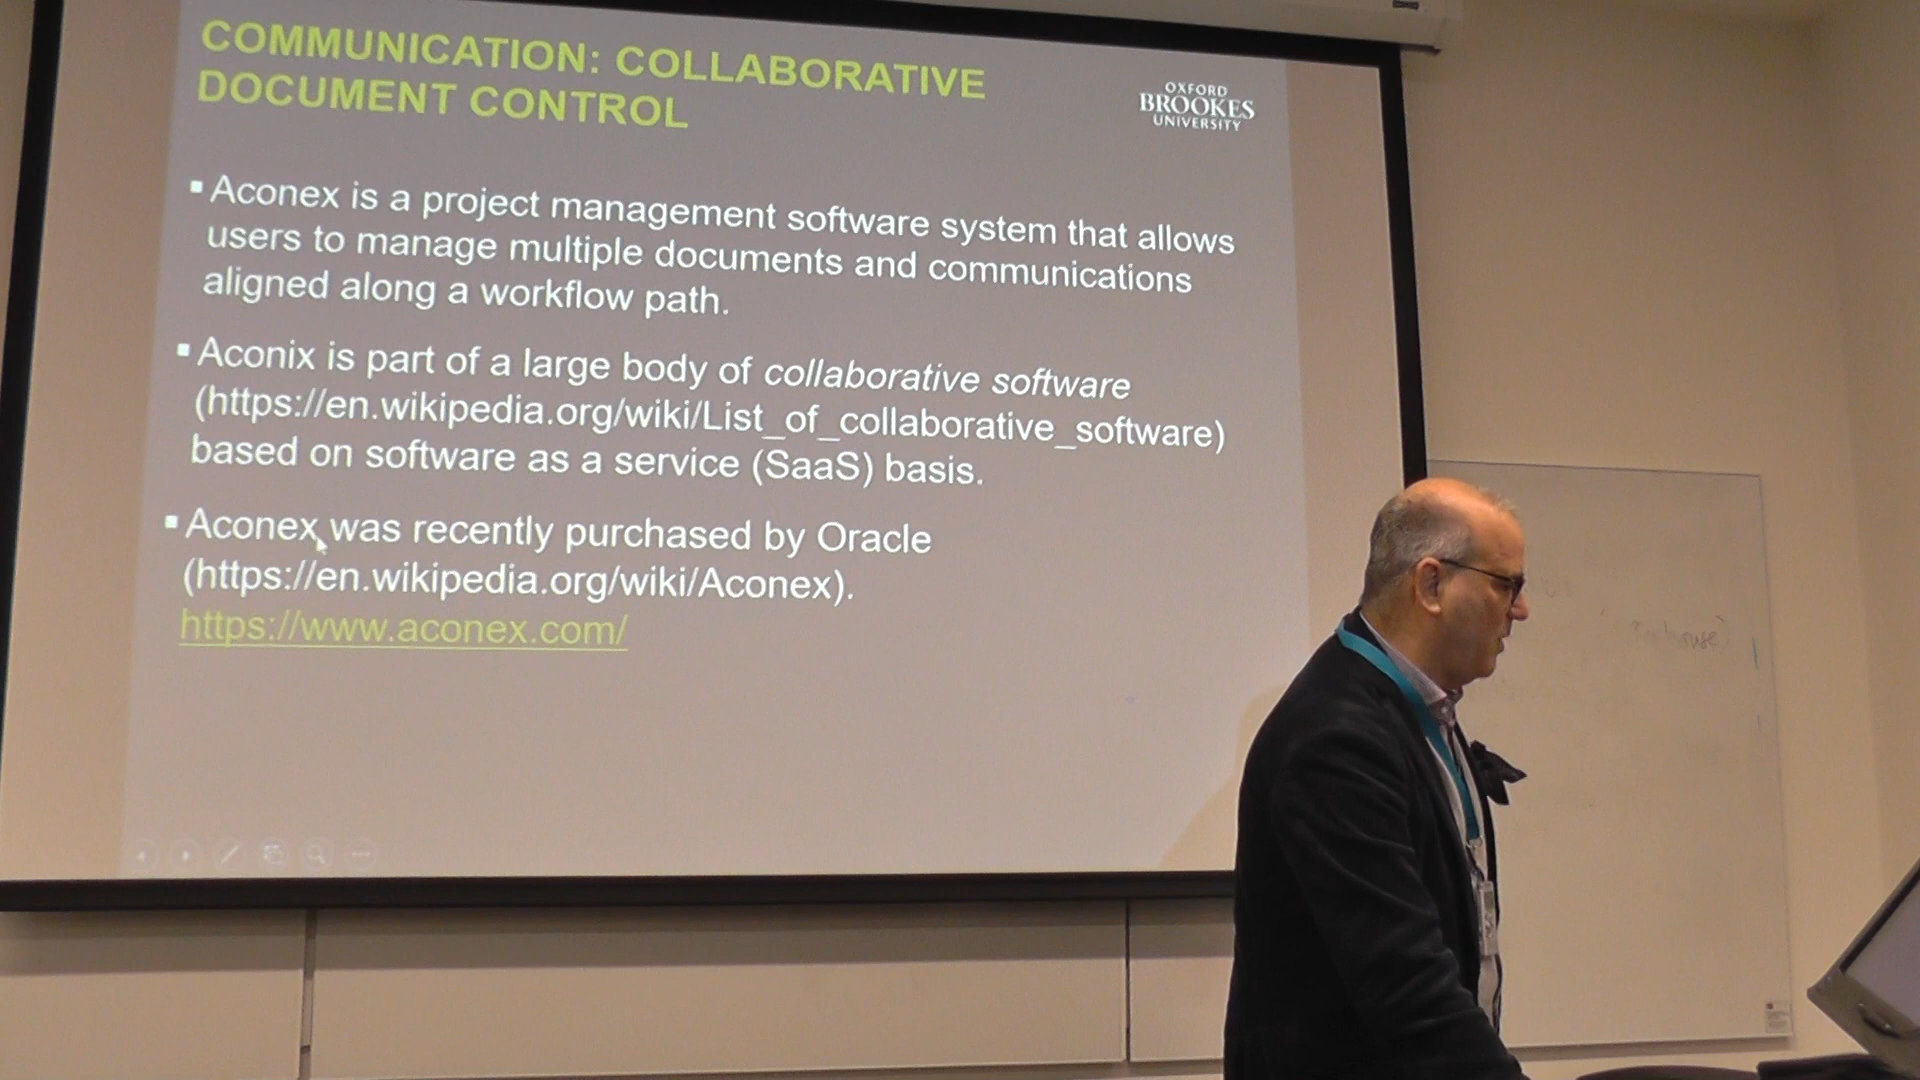 COMMUNICATION: COLLABORATIVE
DOCUMENT CONTROL
OXFORD
BROOKES
UNIVERSITY
▪ Aconex is a project management software system that allows
users to manage multiple documents and communications
aligned along a workflow path.
▪ Aconix is part of a large body of collaborative software
(https://en.wikipedia.org/wiki/List_of_collaborative_software)
based on software as a service (SaaS) basis.
▪ Aconex was recently purchased by Oracle
(https://en.wikipedia.org/wiki/Aconex).
https://www.aconex.com/